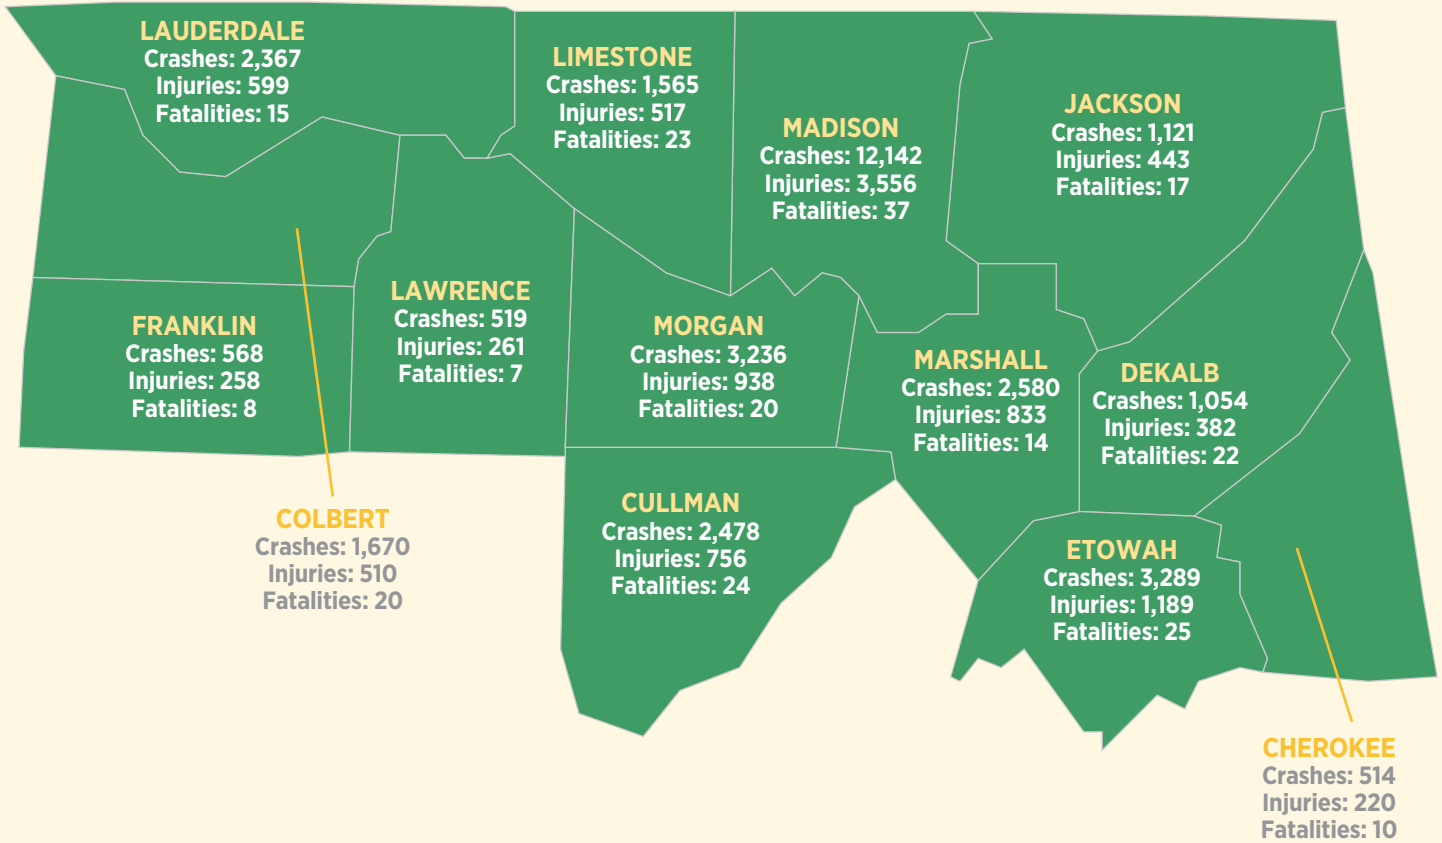 LAUDERDALE
Crashes: 2,367
Injuries: 599
Fatalities: 15
LIMESTONE
Crashes: 1,565
Injuries: 517
Fatalities: 23
MADISON
Crashes: 12,142
Injuries: 3,556
Fatalities: 37
JACKSON
Crashes: 1,121
Injuries: 443
Fatalities: 17
FRANKLIN
Crashes: 568
Injuries: 258
Fatalities: 8
LAWRENCE
Crashes: 519
Injuries: 261
Fatalities: 7
MORGAN
Crashes: 3,236
Injuries: 938
Fatalities: 20
MARSHALL
Crashes: 2,580
Injuries: 833
Fatalities: 14
DEKALB
Crashes: 1,054
Injuries: 382
Fatalities: 22
COLBERT
Crashes: 1,670
Injuries: 510
Fatalities: 20
CULLMAN
Crashes: 2,478
Injuries: 756
Fatalities: 24
ETOWAH
Crashes: 3,289
Injuries: 1,189
Fatalities: 25
CHEROKEE
Crashes: 514
Injuries: 220
Fatalities: 10